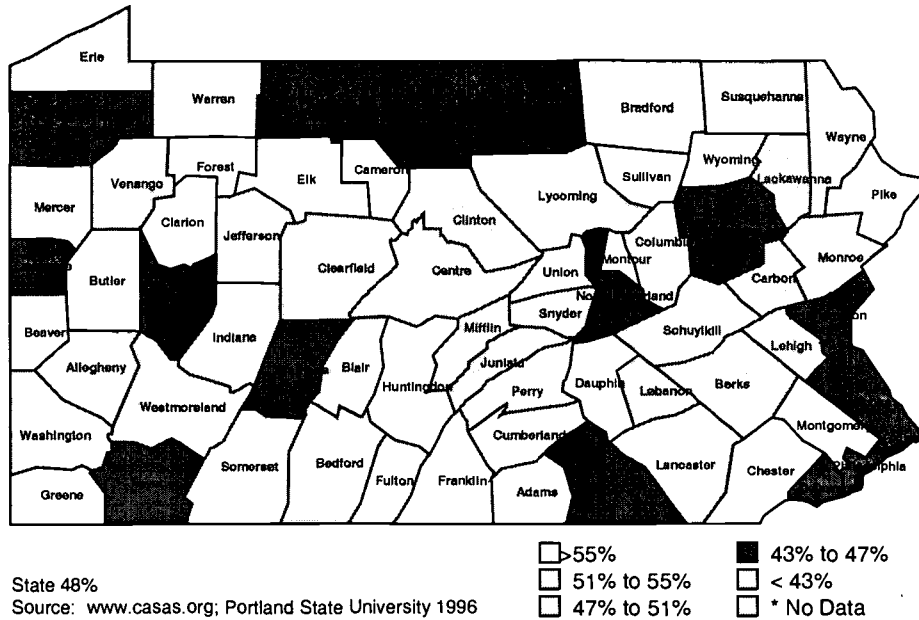 Erie
Warren
Susquehanna
Bradford
Wayne
Wyoming
Forest
Cameron
Sullivan
Lackawanna
Elk
Venango
Pike
Mercer
Lycoming
Clarion
Clinton
Jefferson
Columbia
Monroe
Montour
Clearfield
Centre
Union
Butler
Carbon
Snyder
Beaver
Mifflin
Schuylkill
Indiana
Lehigh
Juniata
Allegheny
Blair
Huntingdon
Perry
Dauphin
Lebanon
Berks
Westmoreland
Montgomery
Washington
Cumberland
Somerset
Bedford
Lancaster
Chester
Fulton
Franklin
Adams
Greene
>55% 43% to 47%
51% to 55% < 43%
State 48%
47% to 51% * No Data
Source: www.casas.org; Portland State University 1996